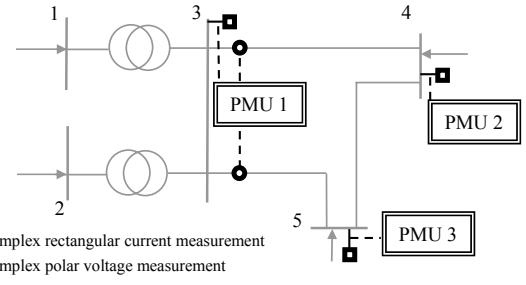 1
3
4
PMU 1
PMU 2
2
5
PMU 3
mplex rectangular current measurement
mplex polar voltage measurement